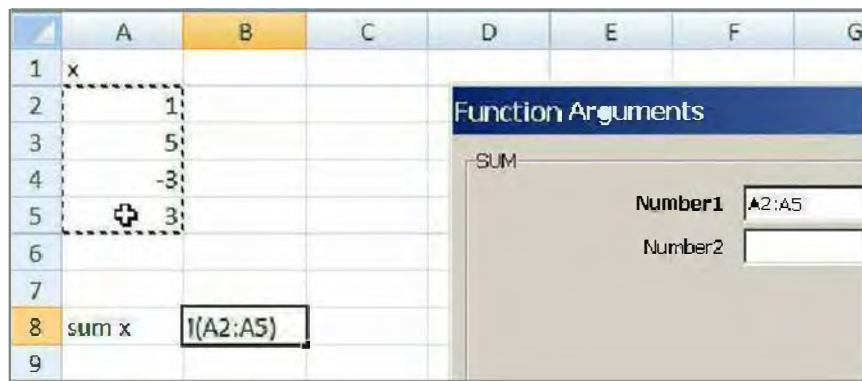 A B C D E F G
1 x
2 1
3 5
4 -3
5 3
6
7
8 sum x I(A2:A5)
9
Function Arguments
SUM
Number1 A2:A5
Number2